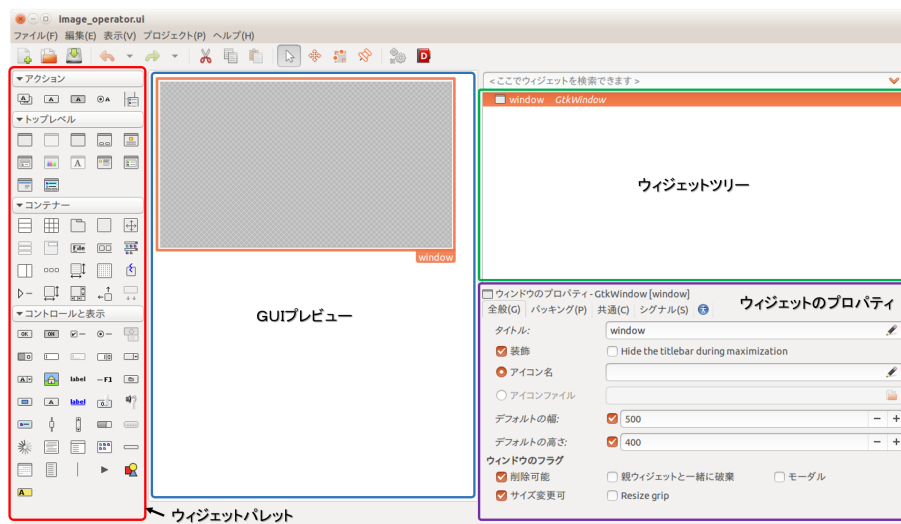 image_operator.ui
ファイル(F) 編集(E) 表示(V) プロジェクト(P) ヘルプ(H)
アクション
トップレベル
コンテナー
File
コントロールと表示
OK
ON
label
label
window
GUIプレビュー
<ここでウィジェットを検索できます >
window GtkWindow
ウィジェットツリー
ウィンドウのプロパティ - GtkWindow [window]
ウィジェットのプロパティ
全般(G) パッキング(P) 共通(C) シグナル(S)
タイトル: window
装飾 Hide the titlebar during maximization
アイコン名
アイコンファイル
デフォルトの幅: 500 − +
デフォルトの高さ: 400 − +
ウィンドウのフラグ
削除可能 親ウィジェットと一緒に破棄 モーダル
サイズ変更可 Resize grip
ウィジェットパレット